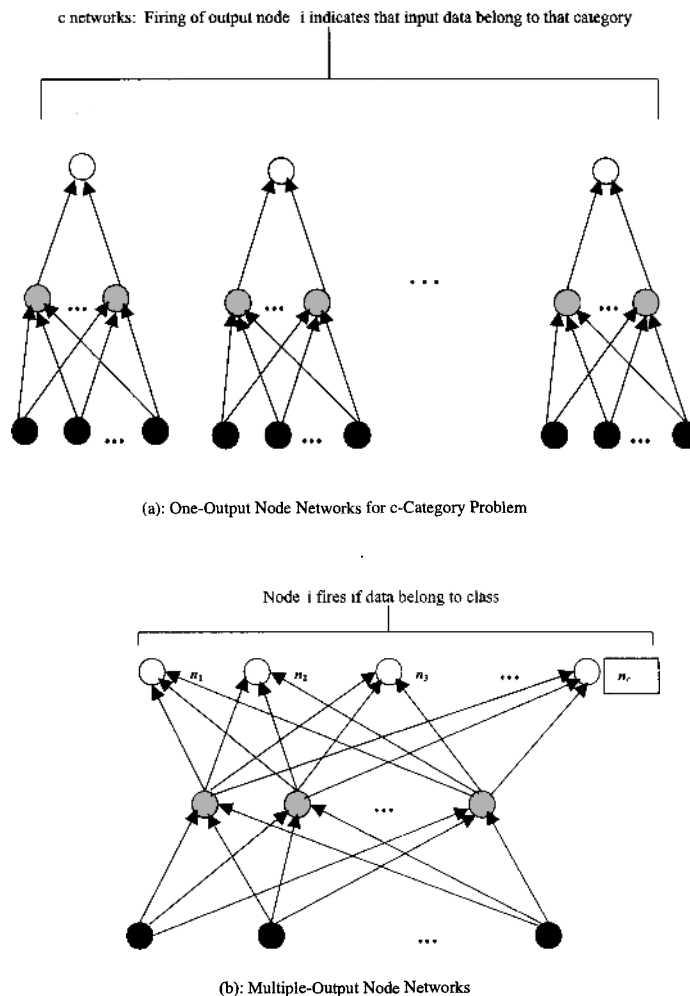 c networks: Firing of output node i indicates that input data belong to that category
...
... ... ...
... ... ...
(a): One-Output Node Networks for c-Category Problem
Node i fires if data belong to class
n1 n2 n3 ... nc
...
...
(b): Multiple-Output Node Networks